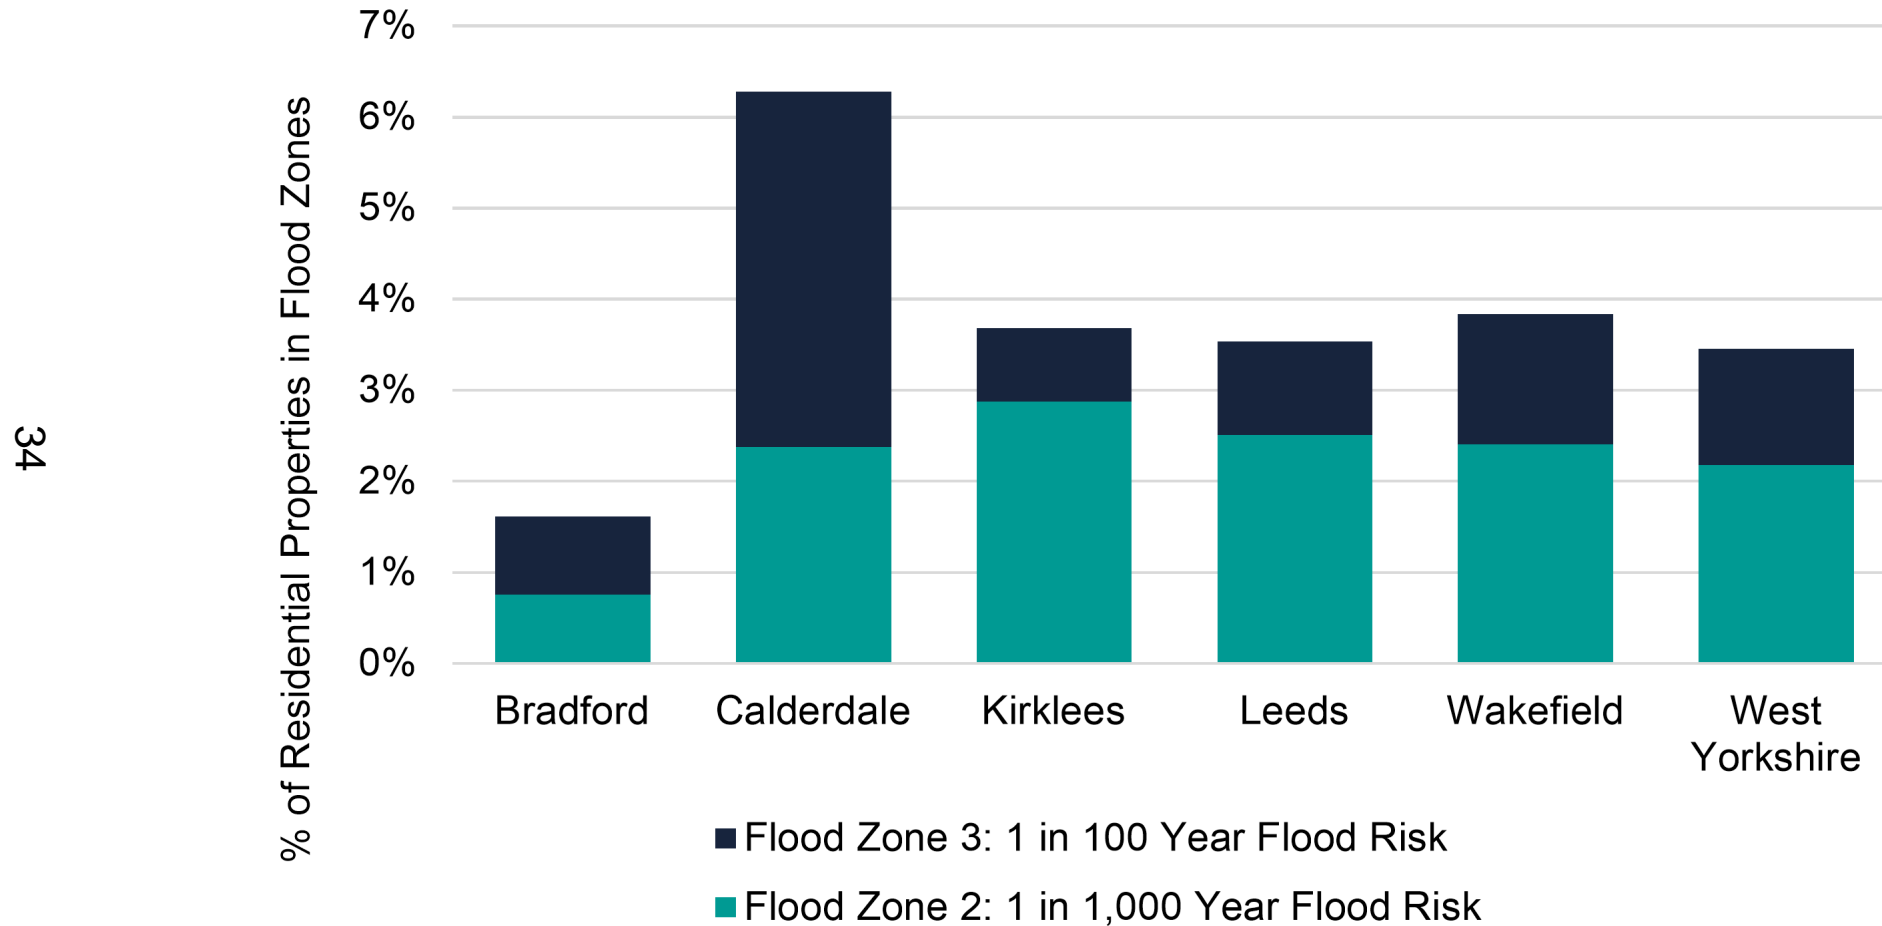 34
% of Residential Properties in Flood Zones
7%
6%
5%
4%
3%
2%
1%
0%
Bradford
Calderdale
Kirklees
Leeds
Wakefield
West
Yorkshire
Flood Zone 3: 1 in 100 Year Flood Risk
Flood Zone 2: 1 in 1,000 Year Flood Risk